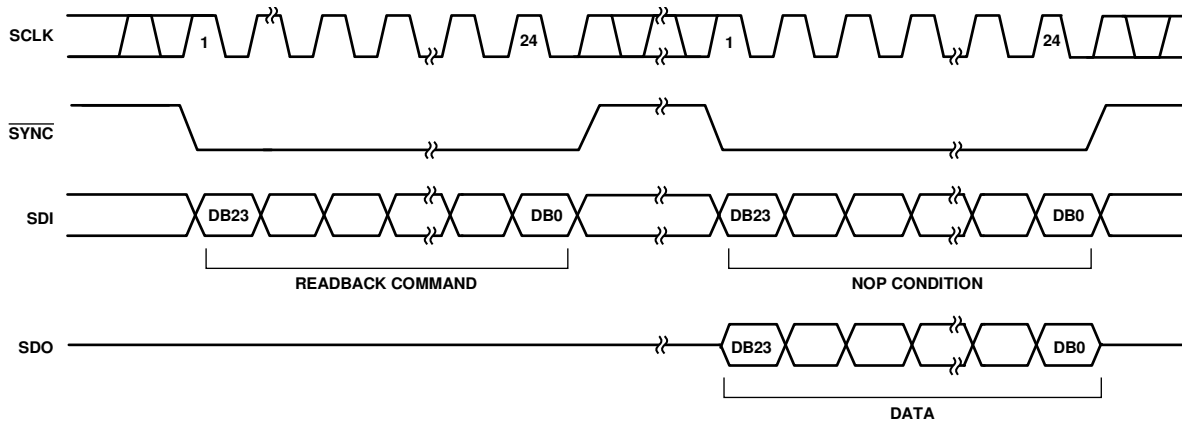 SCLK 1 24 1 24
SYNC
SDI DB23 DB0 DB23 DB0
READBACK COMMAND NOP CONDITION
SDO DB23 DB0
DATA